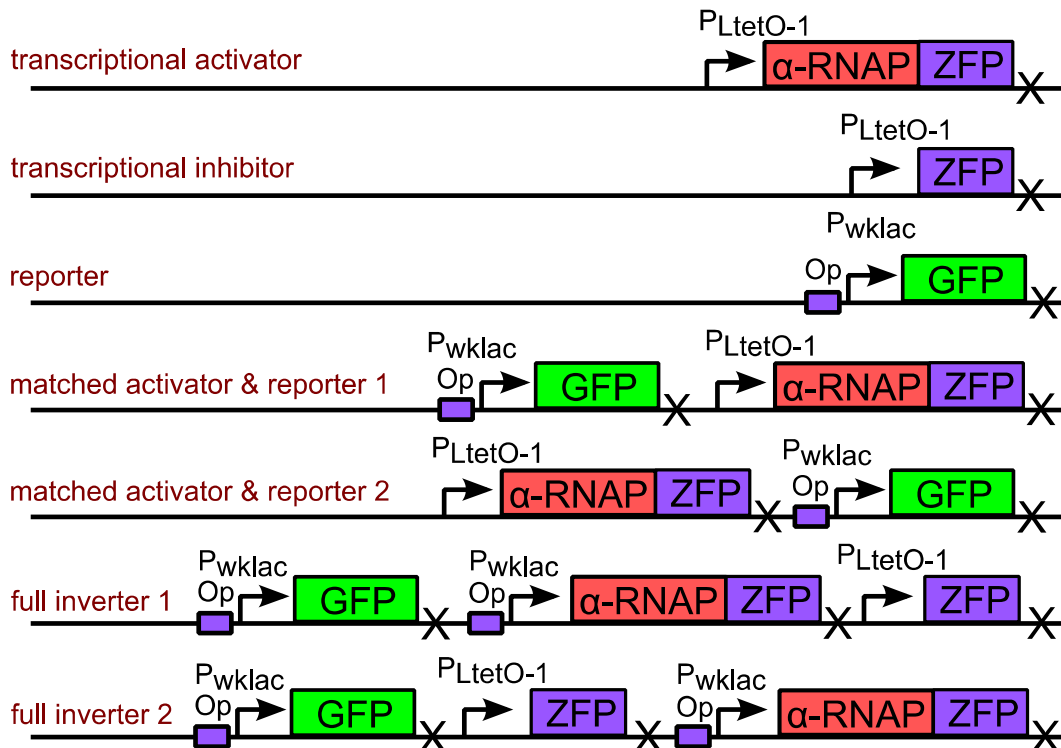 PLtetO-1
transcriptional activator α-RNAP ZFP X
PLtetO-1
transcriptional inhibitor ZFP X
Pwklac
reporter Op GFP X
Pwklac PLtetO-1
matched activator & reporter 1 Op GFP X α-RNAP ZFP X
PLtetO-1 Pwklac
matched activator & reporter 2 α-RNAP ZFP X Op GFP X
Pwklac Pwklac PLtetO-1
full inverter 1 Op GFP X Op α-RNAP ZFP X ZFP X
Pwklac PLtetO-1 Pwklac
full inverter 2 Op GFP X ZFP X Op α-RNAP ZFP X